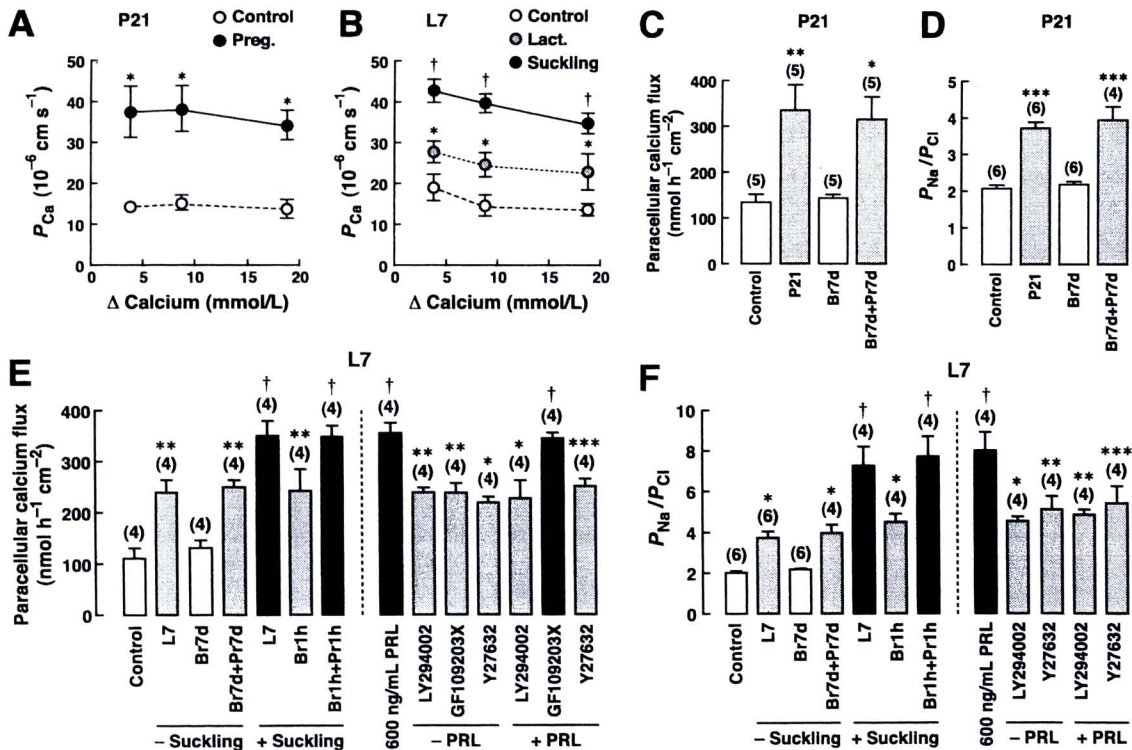 A
P21
Control
Preg.
P_Ca (10⁻⁶ cm s⁻¹)
50
40
30
20
10
0
* * *
0 5 10 15 20
Δ Calcium (mmol/L)
B
L7
Control
Lact.
Suckling
P_Ca (10⁻⁶ cm s⁻¹)
50
40
30
20
10
0
† † †
* * *
0 5 10 15 20
Δ Calcium (mmol/L)
C
P21
Paracellular calcium flux
(nmol h⁻¹ cm⁻²)
400
300
200
100
0
** *
(5) (5) (5) (5)
Control P21 Br7d Br7d+Pr7d
D
P21
P_Na/P_Cl
6
4
2
0
*** ***
(6) (6) (6) (4)
Control P21 Br7d Br7d+Pr7d
E
L7
Paracellular calcium flux
(nmol h⁻¹ cm⁻²)
400
300
200
100
0
** ** † ** † † ** ** * * † ***
(4) (4) (4) (4) (4) (4) (4) (4) (4) (4) (4) (4) (4) (4)
Control L7 Br7d Br7d+Pr7d L7 Br1h Br1h+Pr1h 600 ng/mL PRL LY294002 GF109203X Y27632 LY294002 GF109203X Y27632
– Suckling + Suckling – PRL + PRL
F
L7
P_Na/P_Cl
10
8
6
4
2
0
* * † * † † * ** ** ***
(6) (6) (6) (4) (4) (4) (4) (4) (4) (4) (4) (4)
Control L7 Br7d Br7d+Pr7d L7 Br1h Br1h+Pr1h 600 ng/mL PRL LY294002 Y27632 LY294002 Y27632
– Suckling + Suckling – PRL + PRL